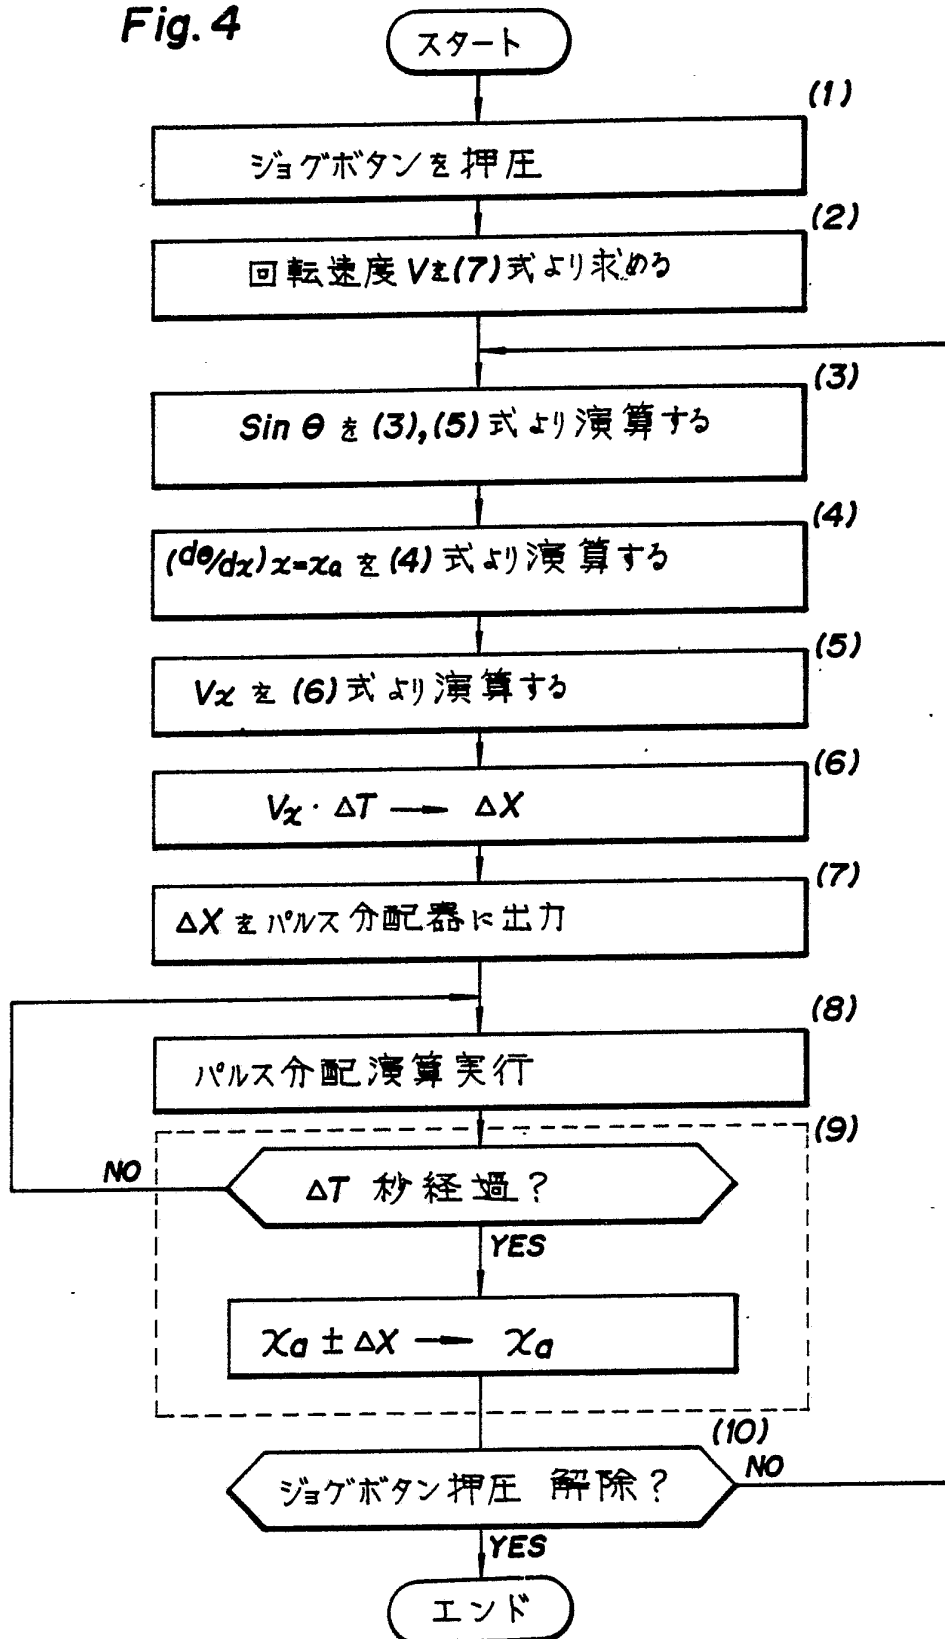 Fig. 4
スタート
(1)
ジョグボタンを押圧
(2)
回転速度Vを(7)式より求める
(3)
Sin θ を (3), (5) 式より演算する
(4)
(dθ/dx) x=xa を (4) 式より演算する
(5)
Vx を (6) 式より演算する
(6)
Vx · ΔT → ΔX
(7)
ΔX をパルス分配器に出力
(8)
パルス分配演算実行
(9)
NO
ΔT 秒経過?
YES
xa ± ΔX → xa
(10)
ジョグボタン押圧 解除?
NO
YES
エンド